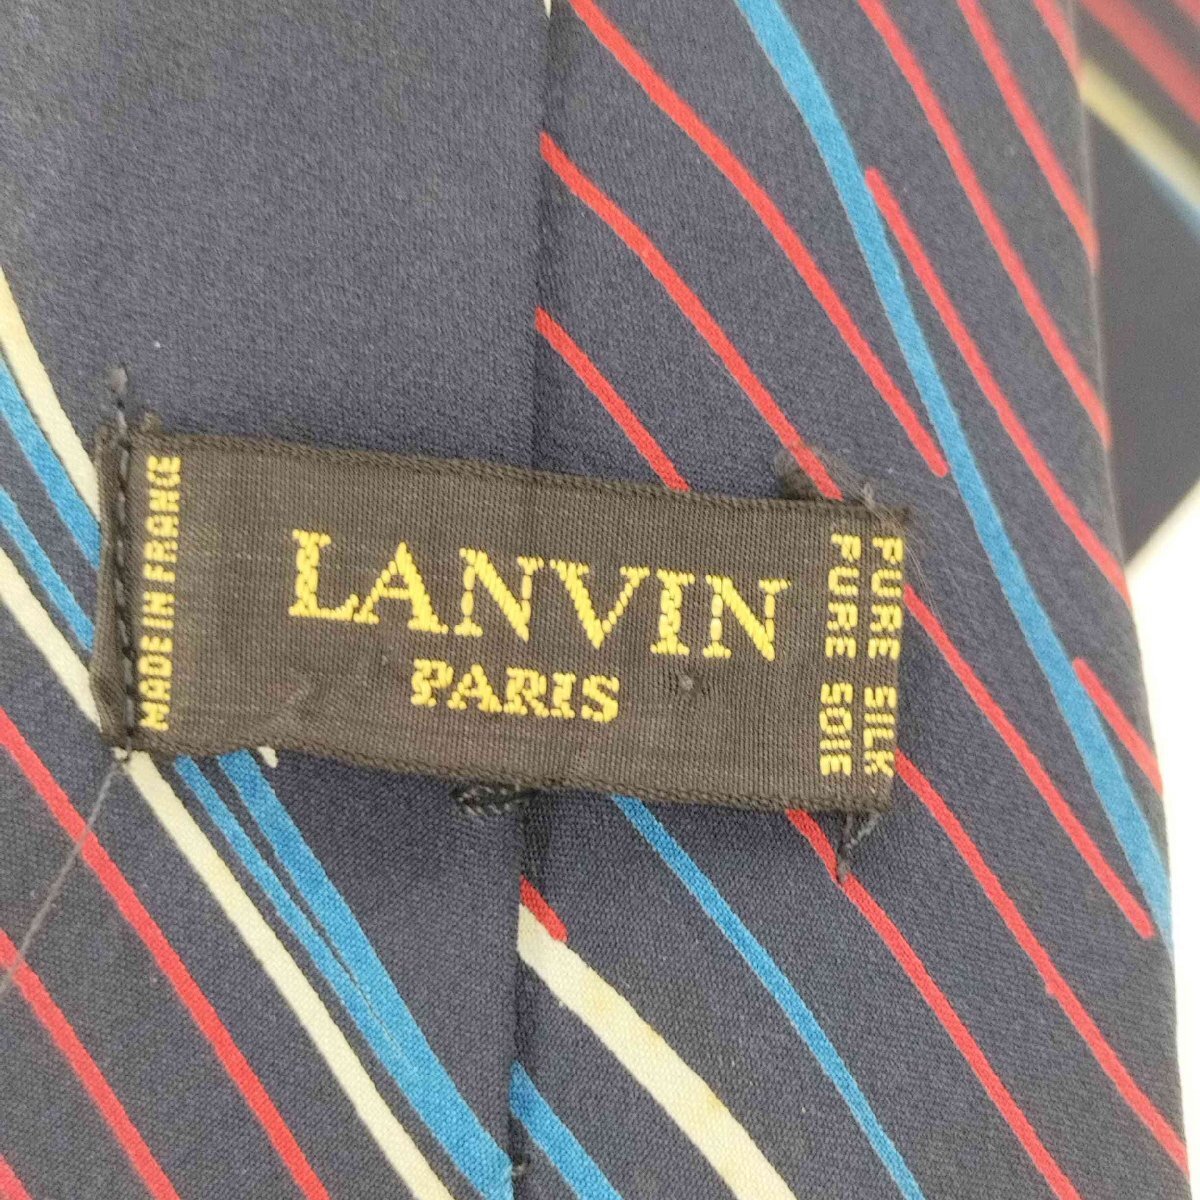 MADE IN FRANCE
LANVIN
PARIS
PURE SILK
PURE SOIE